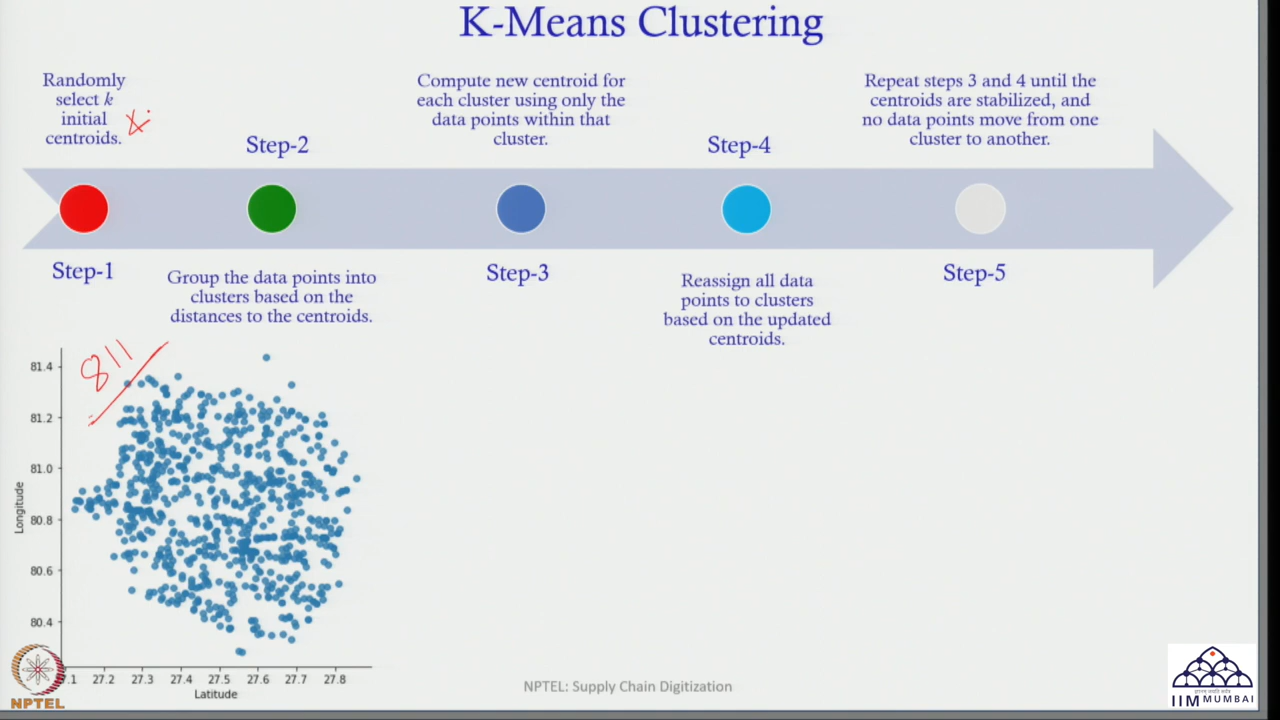 K-Means Clustering
Randomly
select k
initial
centroids.
Step-1
Step-2
Group the data points into
clusters based on the
distances to the centroids.
Compute new centroid for
each cluster using only the
data points within that
cluster.
Step-3
Step-4
Reassign all data
points to clusters
based on the updated
centroids.
Repeat steps 3 and 4 until the
centroids are stabilized, and
no data points move from one
cluster to another.
Step-5
811
81.4
81.2
81.0
80.8
80.6
80.4
Longitude
27.2 27.3 27.4 27.5 27.6 27.7 27.8
Latitude
NPTEL
NPTEL: Supply Chain Digitization
IIM MUMBAI